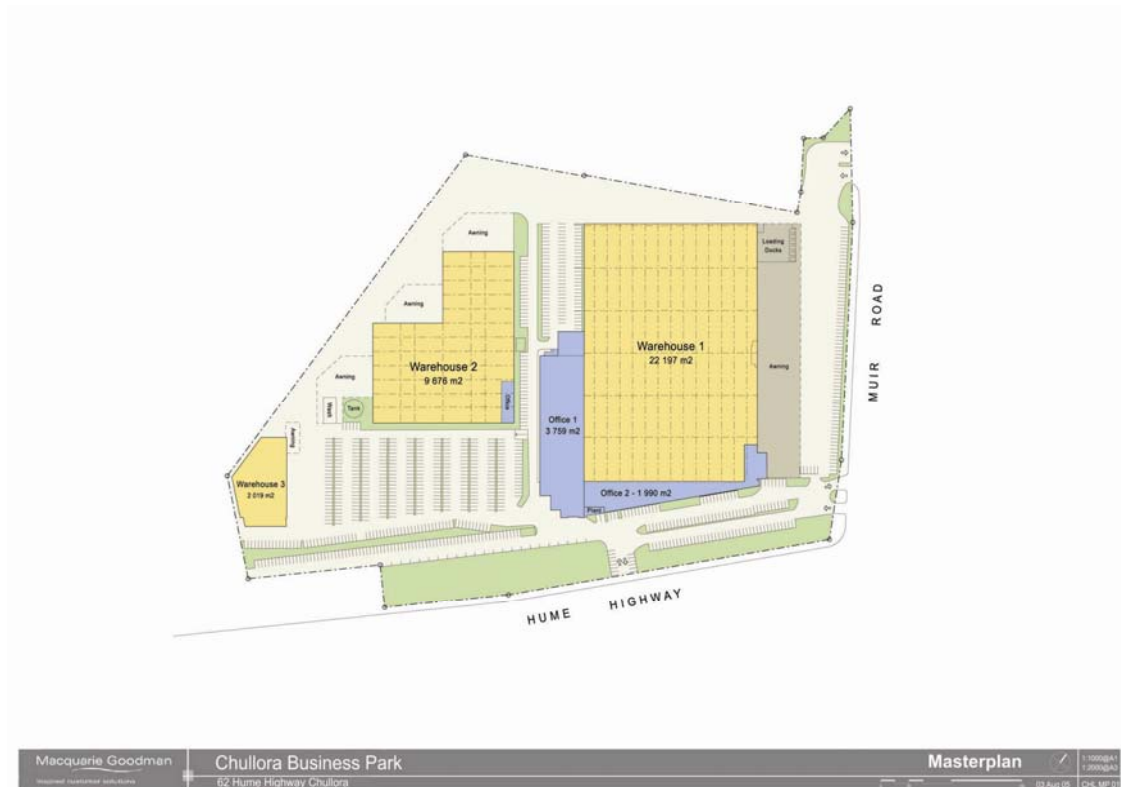 Awning
Loading
Docks
Awning
MUIR ROAD
Warehouse 1
22 197 m2
Warehouse 2
9 676 m2
Awning
Awning
Office
Wash
Tank
Office 1
3 759 m2
Awning
Warehouse 3
2 019 m2
Office 2 - 1 990 m2
Plant
HUME HIGHWAY
Macquarie Goodman
Chullora Business Park
62 Hume Highway Chullora
Masterplan
1:1000@A1
1:2000@A3
03 Aug 05
CHL MP 01